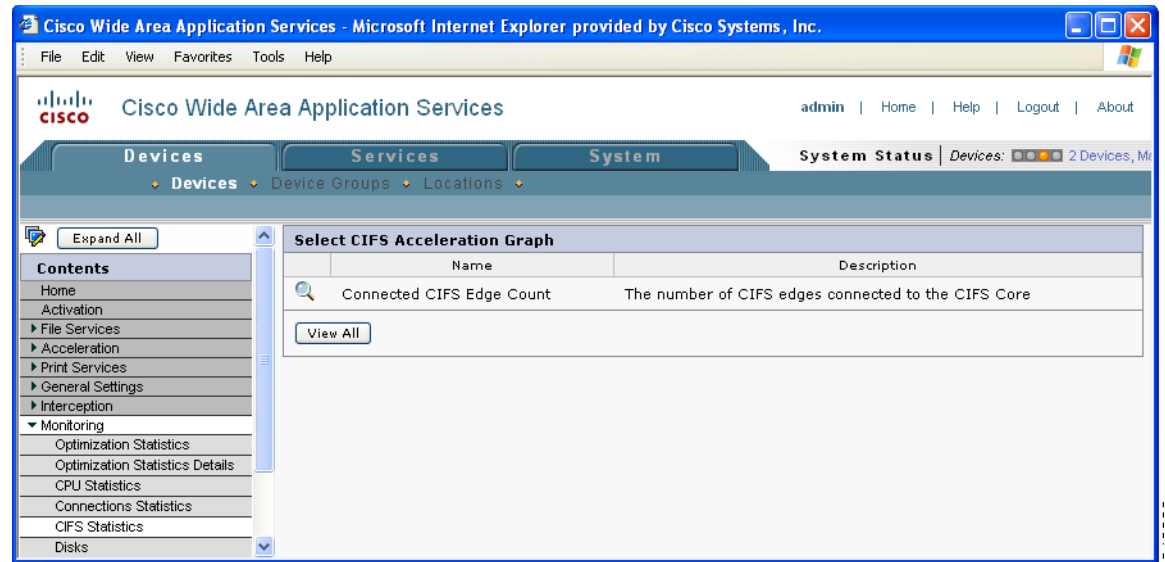 Cisco Wide Area Application Services - Microsoft Internet Explorer provided by Cisco Systems, Inc.
File Edit View Favorites Tools Help
CISCO Cisco Wide Area Application Services admin | Home | Help | Logout | About
Devices Services System System Status | Devices: 2 Devices,
Devices Device Groups Locations
Expand All
Select CIFS Acceleration Graph
Contents
Name Description
Home
Connected CIFS Edge Count The number of CIFS edges connected to the CIFS Core
Activation
File Services
View All
Acceleration
Print Services
General Settings
Interception
Monitoring
Optimization Statistics
Optimization Statistics Details
CPU Statistics
Connections Statistics
CIFS Statistics
Disks